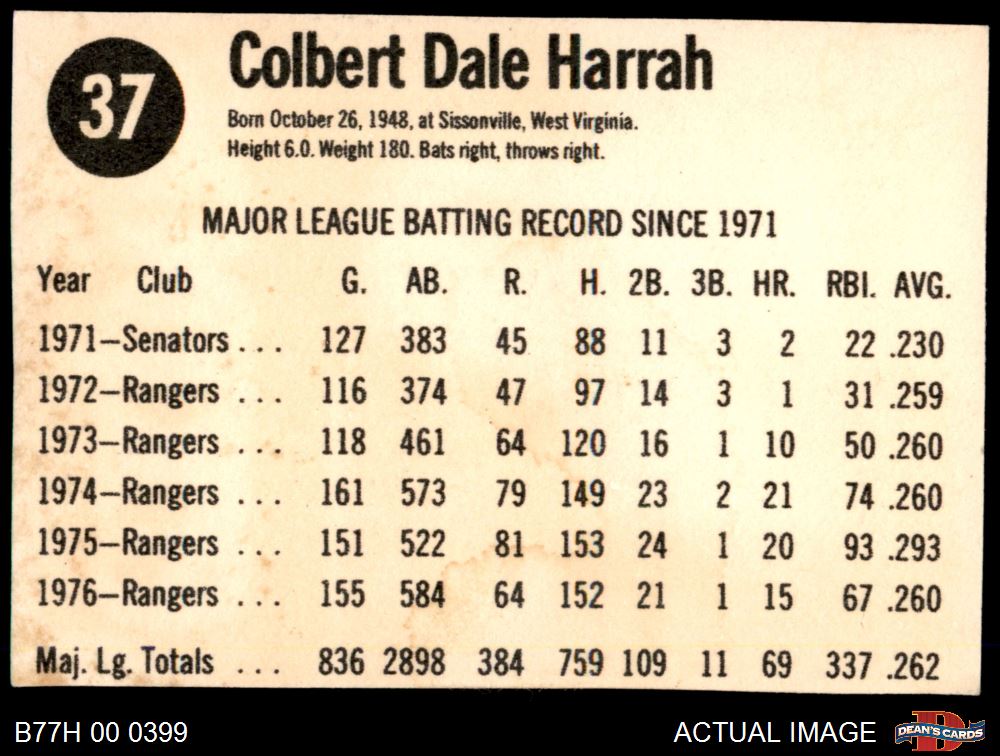 37
Colbert Dale Harrah
Born October 26, 1948, at Sissonville, West Virginia.
Height 6.0. Weight 180. Bats right, throws right.
MAJOR LEAGUE BATTING RECORD SINCE 1971
Year Club G. AB. R. H. 2B. 3B. HR. RBI. AVG.
1971—Senators . . . 127 383 45 88 11 3 2 22 .230
1972—Rangers . . . 116 374 47 97 14 3 1 31 .259
1973—Rangers . . . 118 461 64 120 16 1 10 50 .260
1974—Rangers . . . 161 573 79 149 23 2 21 74 .260
1975—Rangers . . . 151 522 81 153 24 1 20 93 .293
1976—Rangers . . . 155 584 64 152 21 1 15 67 .260
Maj. Lg. Totals . . . 836 2898 384 759 109 11 69 337 .262
B77H 00 0399
ACTUAL IMAGE
D
DEAN'S CARDS